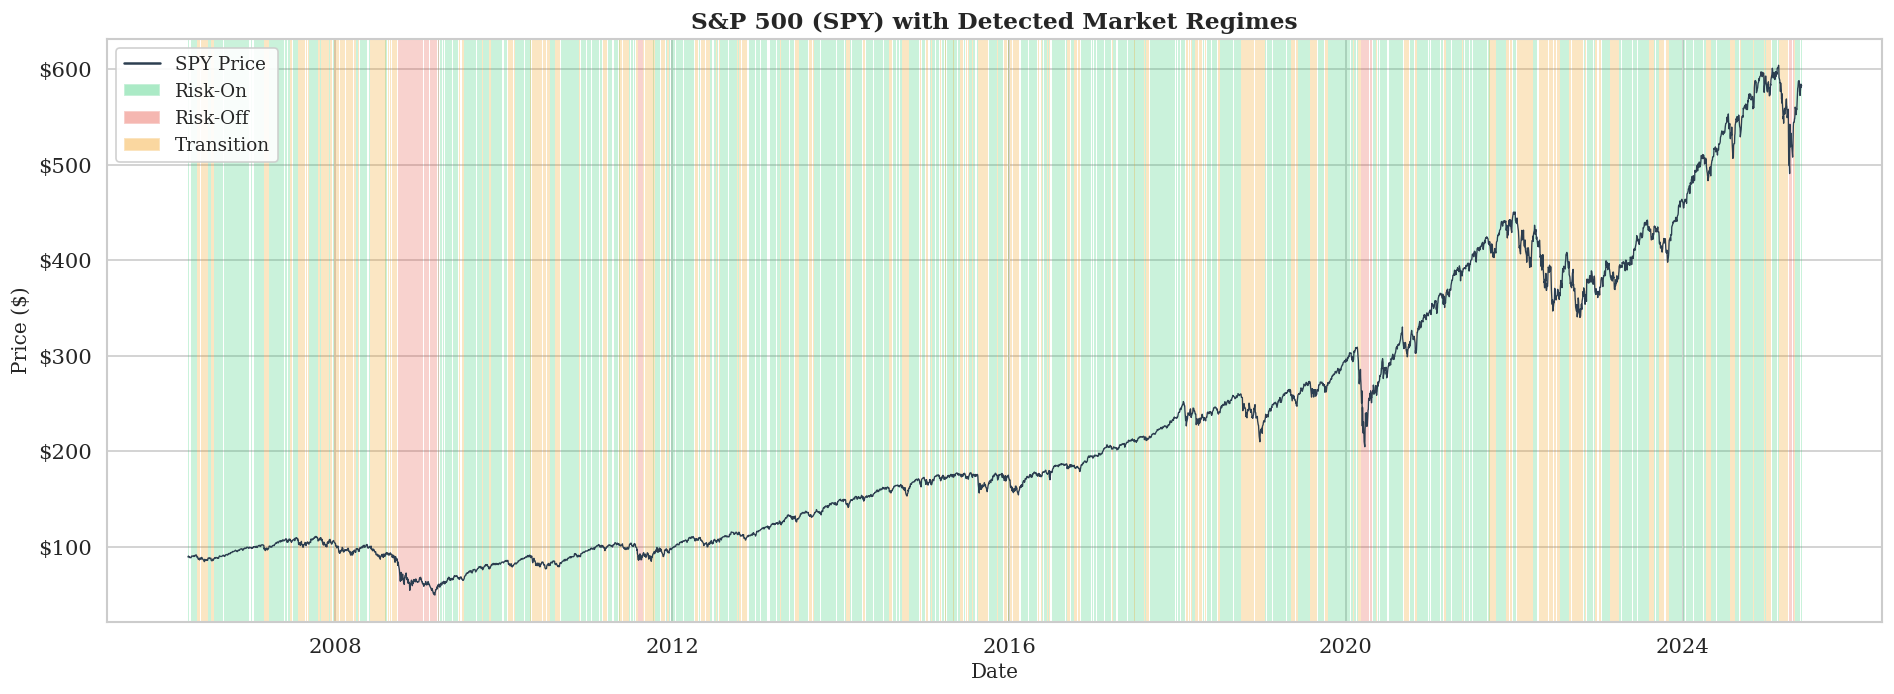 S&P 500 (SPY) with Detected Market Regimes
SPY Price
Risk-On
Risk-Off
Transition
$600
$500
$400
$300
$200
$100
Price ($)
2008
2012
2016
2020
2024
Date